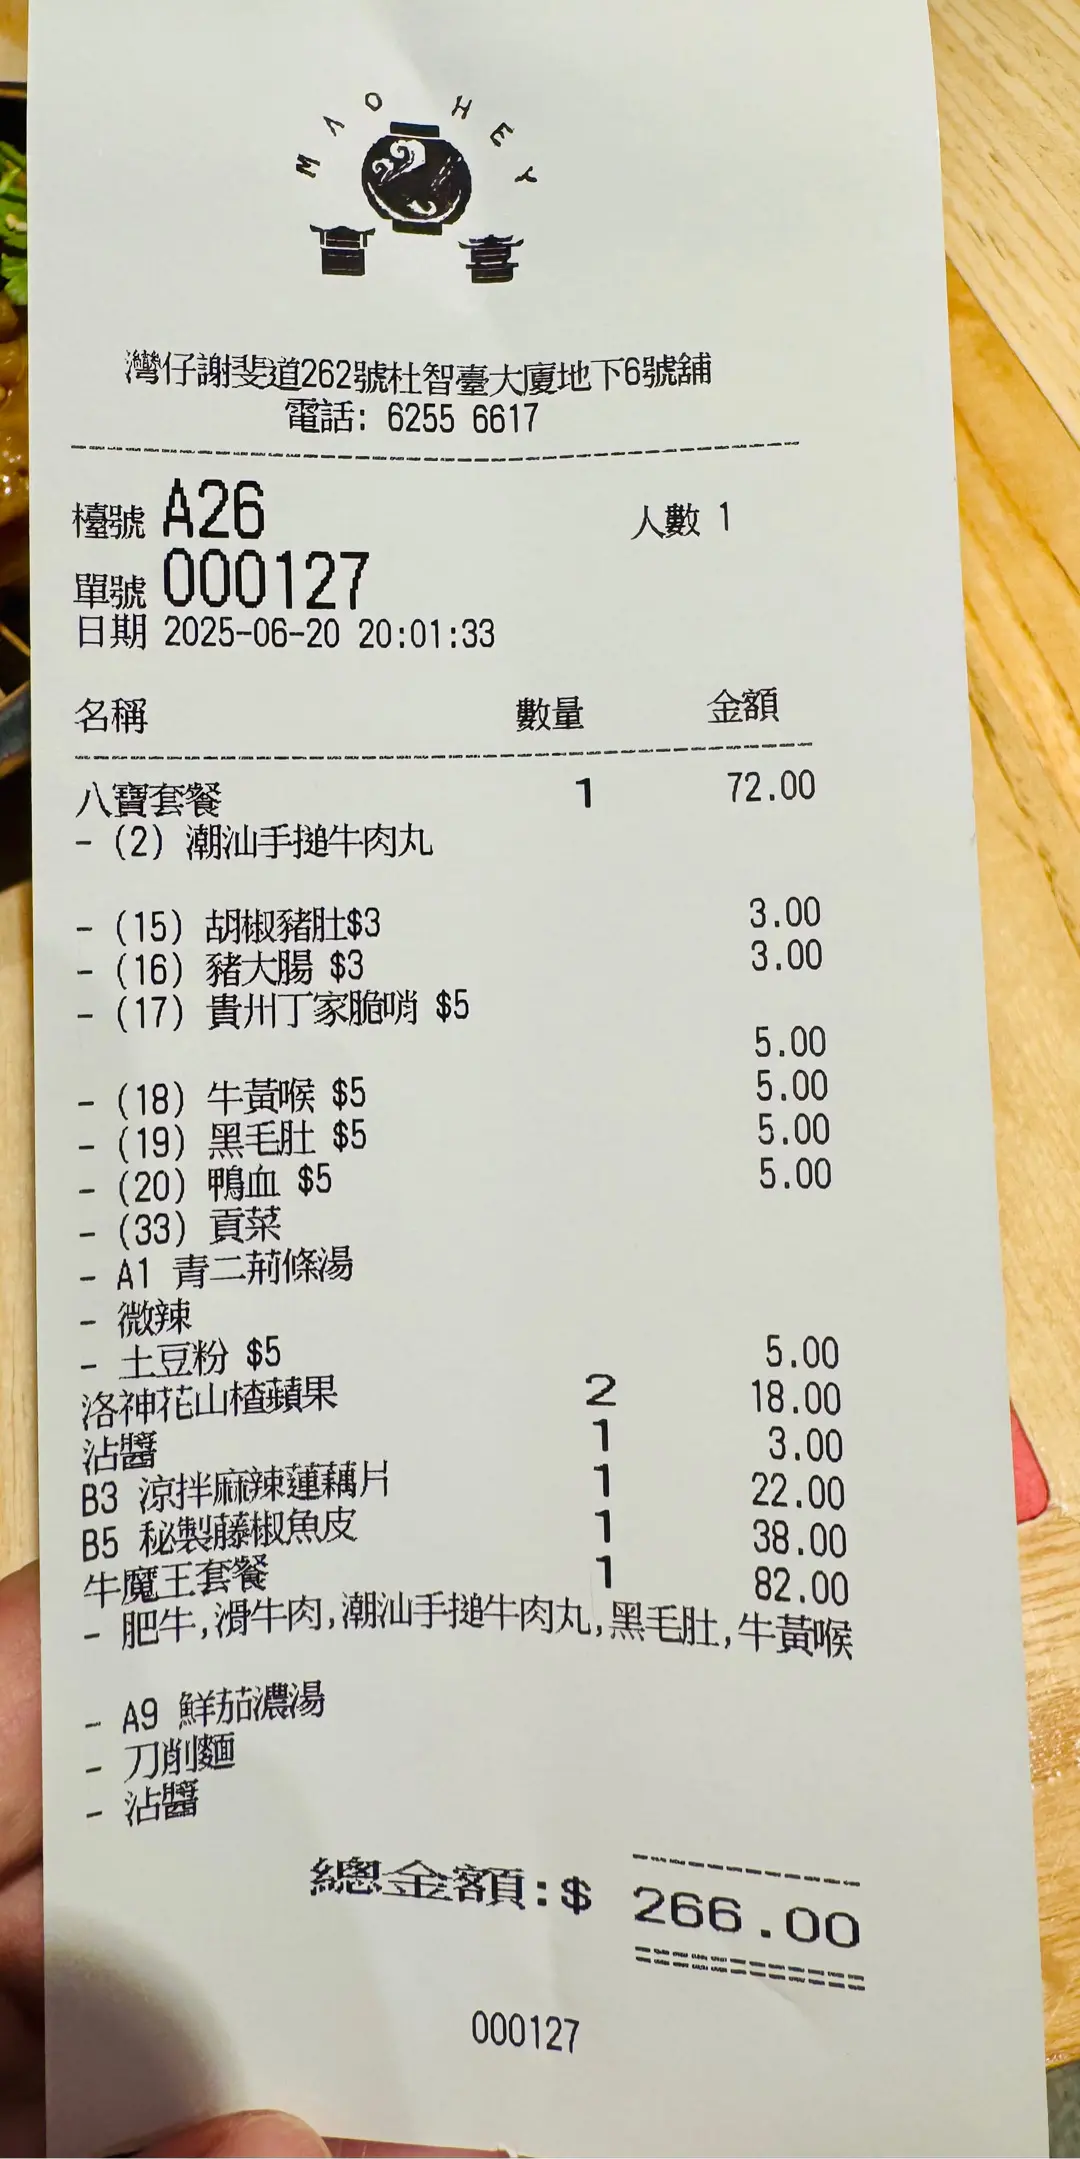 MAO HEY
冒喜
灣仔謝斐道262號杜智臺大廈地下6號舖
電話: 6255 6617
檯號 A26 人數 1
單號 000127
日期 2025-06-20 20:01:33
名稱 數量 金額
八寶套餐 1 72.00
- (2) 潮汕手搥牛肉丸
- (15) 胡椒豬肚$3 3.00
- (16) 豬大腸 $3 3.00
- (17) 貴州丁家脆哨 $5
5.00
- (18) 牛黃喉 $5 5.00
- (19) 黑毛肚 $5 5.00
- (20) 鴨血 $5 5.00
- (33) 貢菜
- A1 青二荊條湯
- 微辣
- 土豆粉 $5 5.00
洛神花山楂蘋果 2 18.00
沾醬 1 3.00
B3 涼拌麻辣蓮藕片 1 22.00
B5 秘製藤椒魚皮 1 38.00
牛魔王套餐 1 82.00
- 肥牛,滑牛肉,潮汕手搥牛肉丸,黑毛肚,牛黃喉
- A9 鮮茄濃湯
- 刀削麵
- 沾醬
總金額:$ 266.00
000127